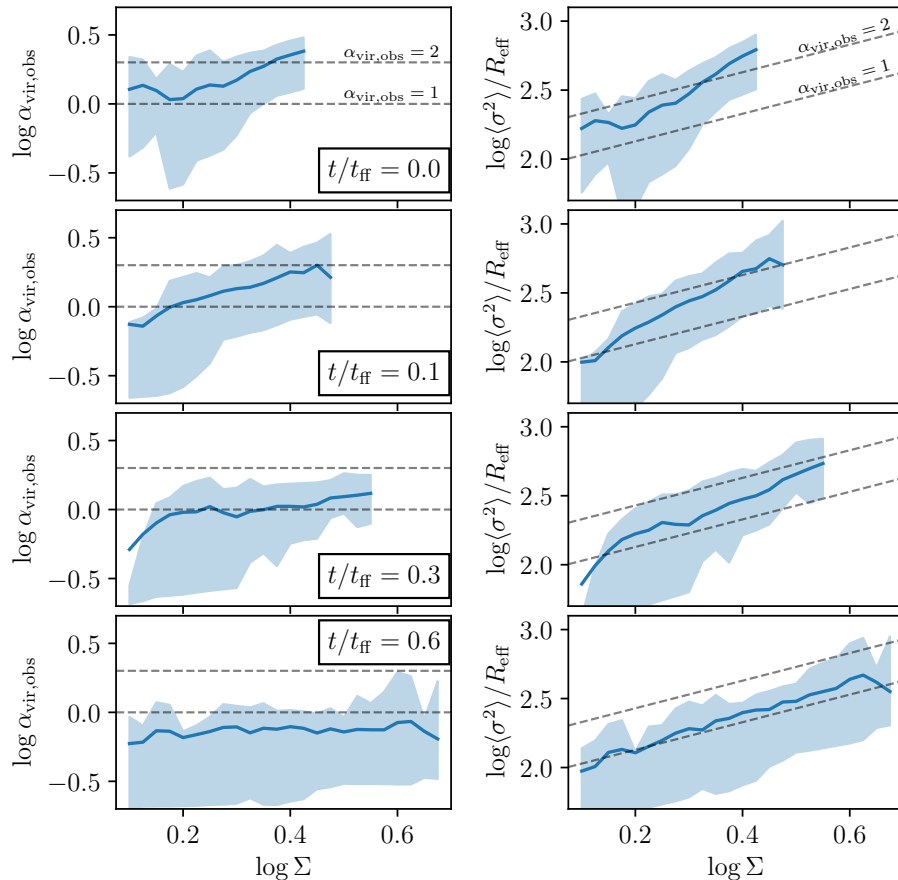 log α_vir,obs
0.5
0.0
−0.5
α_vir,obs = 2
α_vir,obs = 1
t/t_ff = 0.0
log⟨σ²⟩/R_eff
3.0
2.5
2.0
α_vir,obs = 2
α_vir,obs = 1
log α_vir,obs
0.5
0.0
−0.5
t/t_ff = 0.1
log⟨σ²⟩/R_eff
3.0
2.5
2.0
log α_vir,obs
0.5
0.0
−0.5
t/t_ff = 0.3
log⟨σ²⟩/R_eff
3.0
2.5
2.0
log α_vir,obs
0.5
0.0
−0.5
t/t_ff = 0.6
log⟨σ²⟩/R_eff
3.0
2.5
2.0
0.2 0.4 0.6
log Σ
0.2 0.4 0.6
log Σ